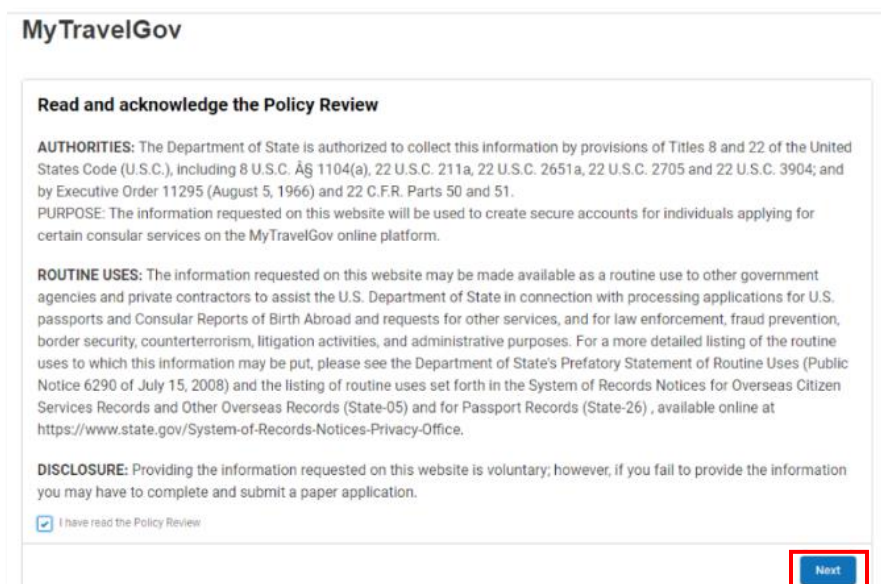 MyTravelGov
Read and acknowledge the Policy Review
AUTHORITIES: The Department of State is authorized to collect this information by provisions of Titles 8 and 22 of the United
States Code (U.S.C.), including 8 U.S.C. Â§ 1104(a), 22 U.S.C. 211a, 22 U.S.C. 2651a, 22 U.S.C. 2705 and 22 U.S.C. 3904; and
by Executive Order 11295 (August 5, 1966) and 22 C.F.R. Parts 50 and 51.
PURPOSE: The information requested on this website will be used to create secure accounts for individuals applying for
certain consular services on the MyTravelGov online platform.
ROUTINE USES: The information requested on this website may be made available as a routine use to other government
agencies and private contractors to assist the U.S. Department of State in connection with processing applications for U.S.
passports and Consular Reports of Birth Abroad and requests for other services, and for law enforcement, fraud prevention,
border security, counterterrorism, litigation activities, and administrative purposes. For a more detailed listing of the routine
uses to which this information may be put, please see the Department of State's Prefatory Statement of Routine Uses (Public
Notice 6290 of July 15, 2008) and the listing of routine uses set forth in the System of Records Notices for Overseas Citizen
Services Records and Other Overseas Records (State-05) and for Passport Records (State-26) , available online at
https://www.state.gov/System-of-Records-Notices-Privacy-Office.
DISCLOSURE: Providing the information requested on this website is voluntary; however, if you fail to provide the information
you may have to complete and submit a paper application.
I have read the Policy Review
Next